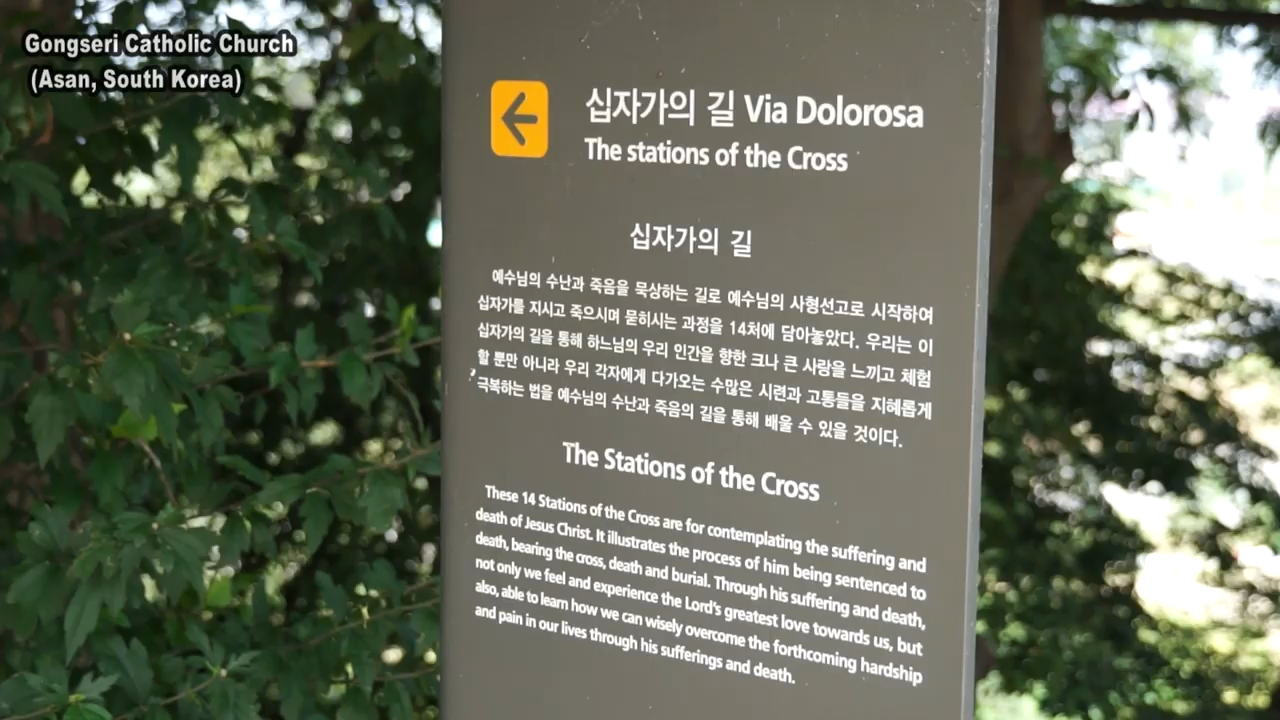 Gongseri Catholic Church
(Asan, South Korea)
십자가의 길 Via Dolorosa
The stations of the Cross
십자가의 길
예수님의 수난과 죽음을 묵상하는 길로 예수님의 사형선고로 시작하여
십자가를 지시고 죽으시며 묻히시는 과정을 14처에 담아놓았다. 우리는 이
십자가의 길을 통해 하느님의 우리 인간을 향한 크나 큰 사랑을 느끼고 체험
할 뿐만 아니라 우리 각자에게 다가오는 수많은 시련과 고통들을 지혜롭게
극복하는 법을 예수님의 수난과 죽음의 길을 통해 배울 수 있을 것이다.
The Stations of the Cross
These 14 Stations of the Cross are for contemplating the suffering and
death of Jesus Christ. It illustrates the process of him being sentenced to
death, bearing the cross, death and burial. Through his suffering and death,
not only we feel and experience the Lord's greatest love towards us, but
also, able to learn how we can wisely overcome the forthcoming hardship
and pain in our lives through his sufferings and death.